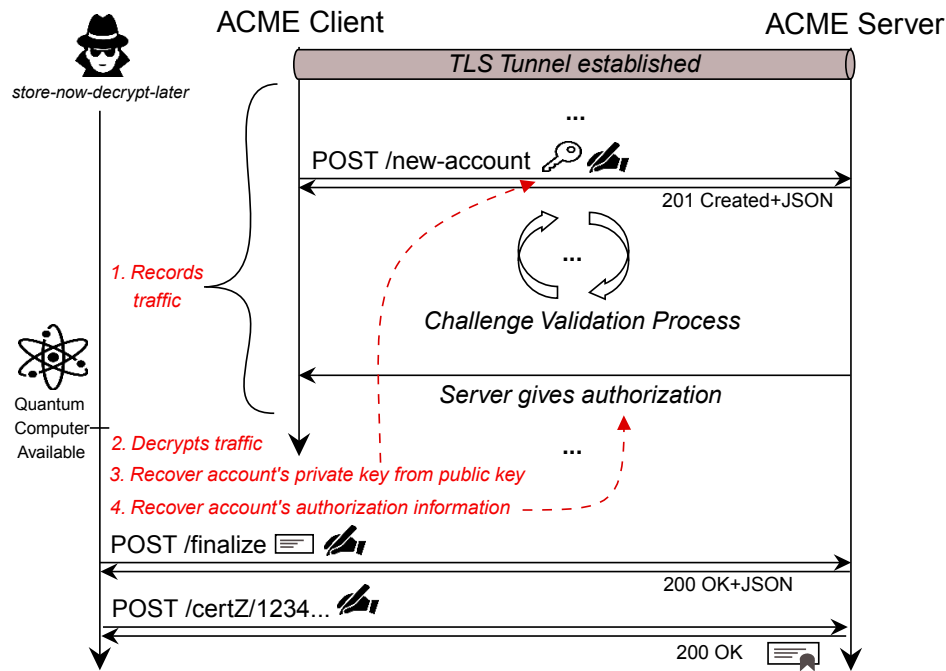 ACME Client
ACME Server
store-now-decrypt-later
TLS Tunnel established
...
POST /new-account
201 Created+JSON
1. Records
traffic
...
Challenge Validation Process
Server gives authorization
Quantum
Computer
Available
2. Decrypts traffic
...
3. Recover account's private key from public key
4. Recover account's authorization information
POST /finalize
200 OK+JSON
POST /certZ/1234...
200 OK